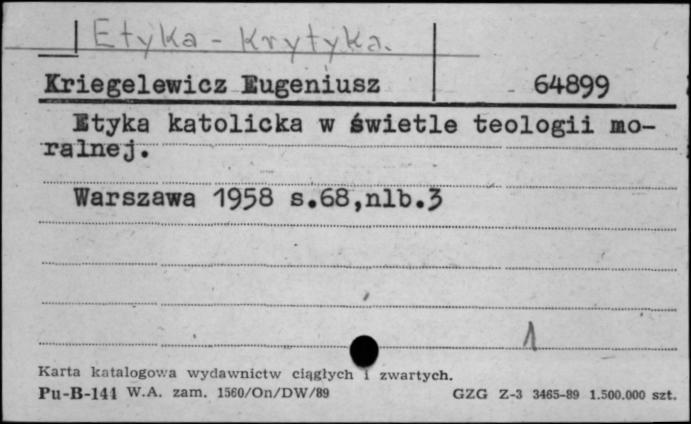 Etyka - Krytyka.
Kriegelewicz Eugeniusz 64899
Etyka katolicka w świetle teologii mo-
ralnej.
Warszawa 1958 s.68,nlb.3
1
Karta katalogowa wydawnictw ciągłych i zwartych.
Pu-B-144 W.A. zam. 1560/On/DW/89 GZG Z-3 3465-89 1.500.000 szt.